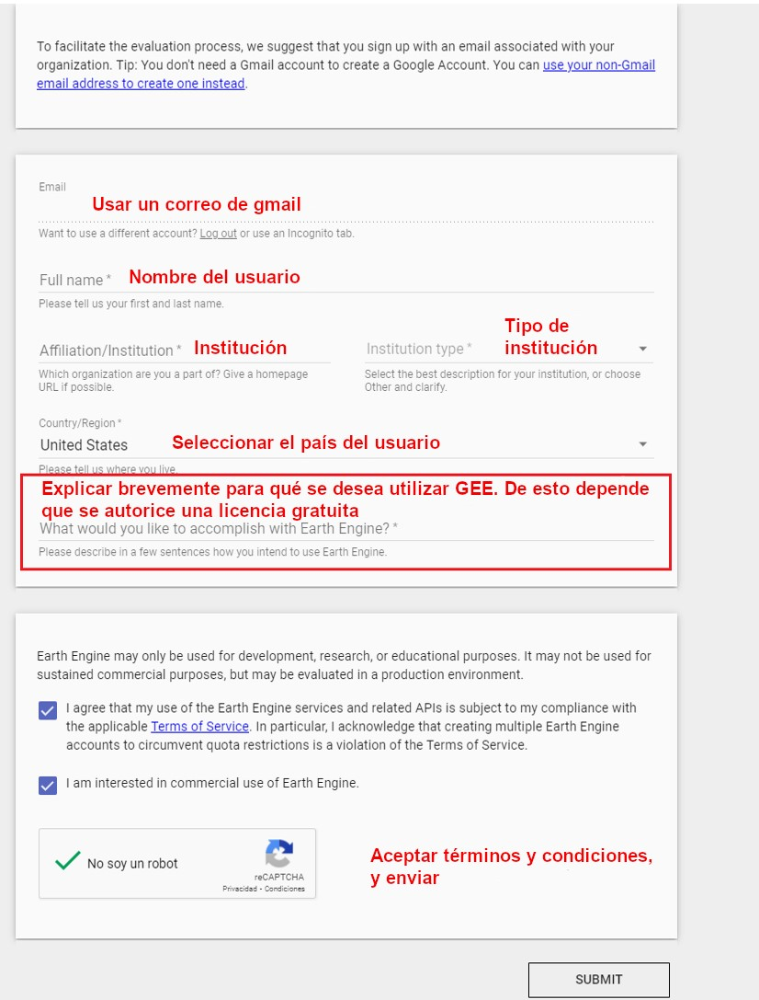 To facilitate the evaluation process, we suggest that you sign up with an email associated with your
organization. Tip: You don't need a Gmail account to create a Google Account. You can use your non-Gmail
email address to create one instead.
Email
Usar un correo de gmail
Want to use a different account? Log out or use an Incognito tab.
Full name * Nombre del usuario
Please tell us your first and last name.
Affiliation/Institution * Institución
Which organization are you a part of? Give a homepage
URL if possible.
Tipo de
Institution type * institución
Select the best description for your institution, or choose
Other and clarify.
Country/Region *
United States Seleccionar el país del usuario
Please tell us where you live.
Explicar brevemente para qué se desea utilizar GEE. De esto depende
que se autorice una licencia gratuita
What would you like to accomplish with Earth Engine? *
Please describe in a few sentences how you intend to use Earth Engine.
Earth Engine may only be used for development, research, or educational purposes. It may not be used for
sustained commercial purposes, but may be evaluated in a production environment.
I agree that my use of the Earth Engine services and related APIs is subject to my compliance with
the applicable Terms of Service. In particular, I acknowledge that creating multiple Earth Engine
accounts to circumvent quota restrictions is a violation of the Terms of Service.
I am interested in commercial use of Earth Engine.
No soy un robot
reCAPTCHA
Privacidad - Condiciones
Aceptar términos y condiciones,
y enviar
SUBMIT